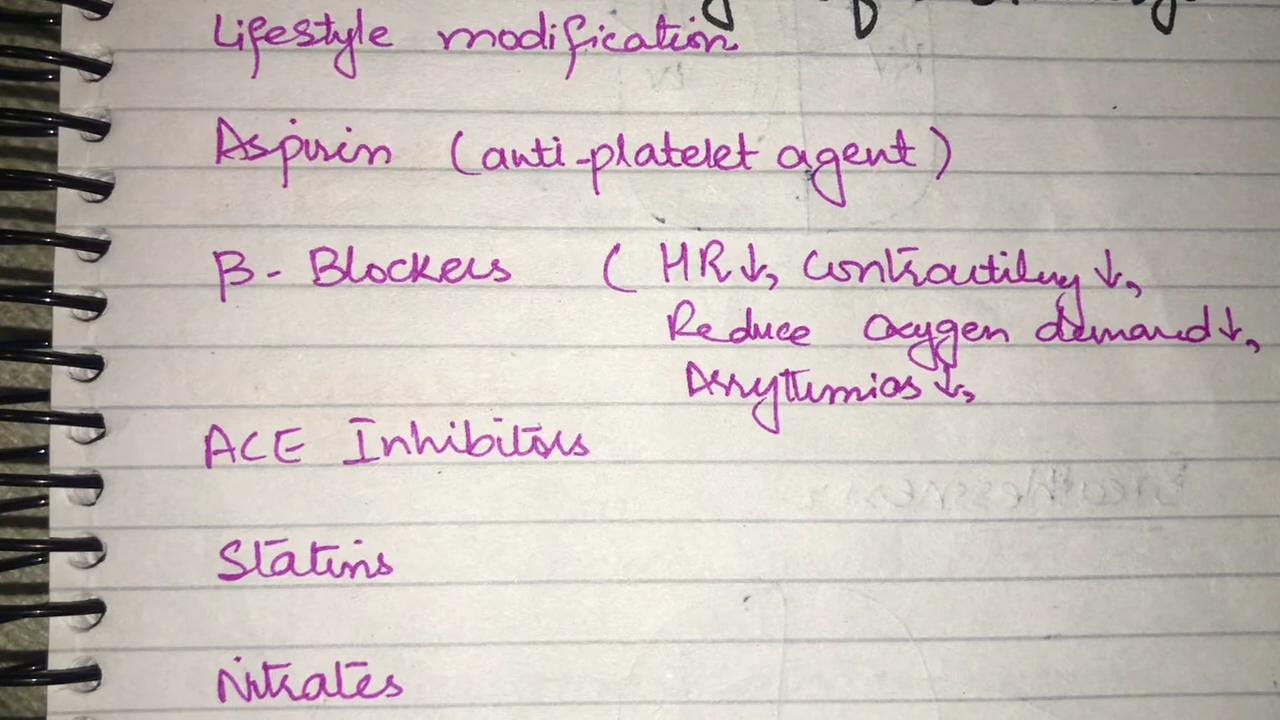 Lifestyle modification
Aspirin (anti-platelet agent)
β- Blockers ( HR↓, Contractility ↓,
Reduce oxygen demand↓,
Arrythmias ↓,
ACE Inhibitors
Statins
Nitrates